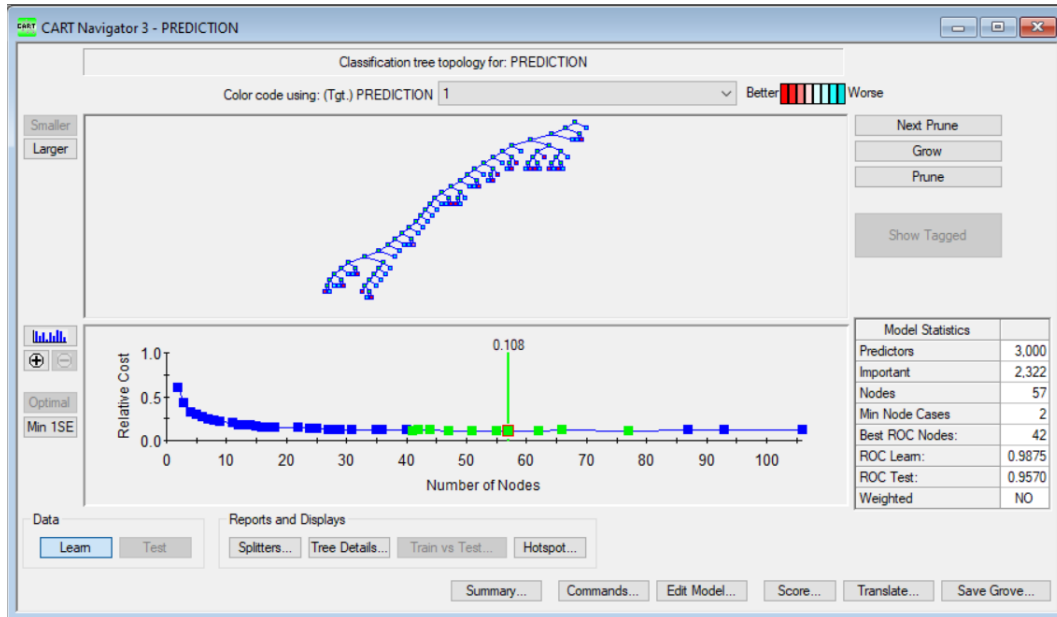 CART Navigator 3 - PREDICTION
Classification tree topology for: PREDICTION
Color code using: (Tgt.) PREDICTION 1 Better Worse
Smaller
Larger
Next Prune
Grow
Prune
Show Tagged
Optimal
Min 1SE
0.108
Relative Cost
1.0
0.5
0.0
0 10 20 30 40 50 60 70 80 90 100
Number of Nodes
Model Statistics
Predictors 3,000
Important 2,322
Nodes 57
Min Node Cases 2
Best ROC Nodes: 42
ROC Learn: 0.9875
ROC Test: 0.9570
Weighted NO
Data
Learn Test
Reports and Displays
Splitters... Tree Details... Train vs Test... Hotspot...
Summary... Commands... Edit Model... Score... Translate... Save Grove...